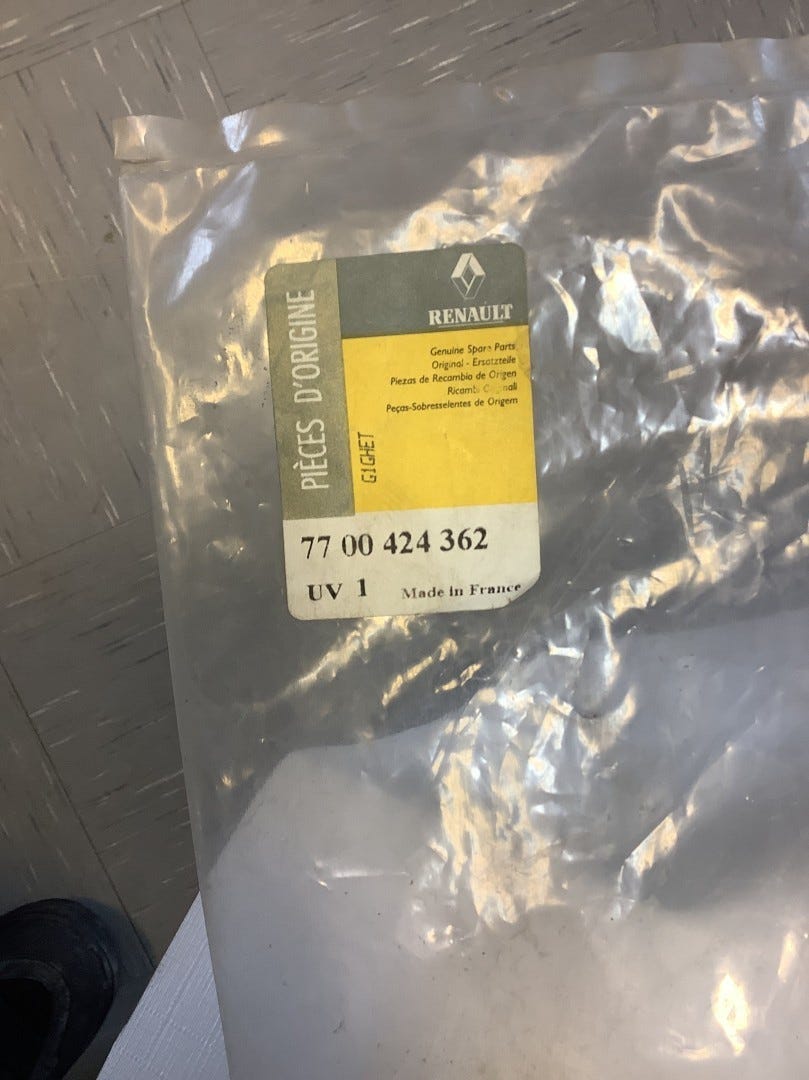 PIÈCES D'ORIGINE
RENAULT
Genuine Spare Parts
Original - Ersatzteile
Piezas de Recambio de Origen
Ricambi Originali
Peças-Sobresselentes de Origem
G1GHET
77 00 424 362
UV 1 Made in France